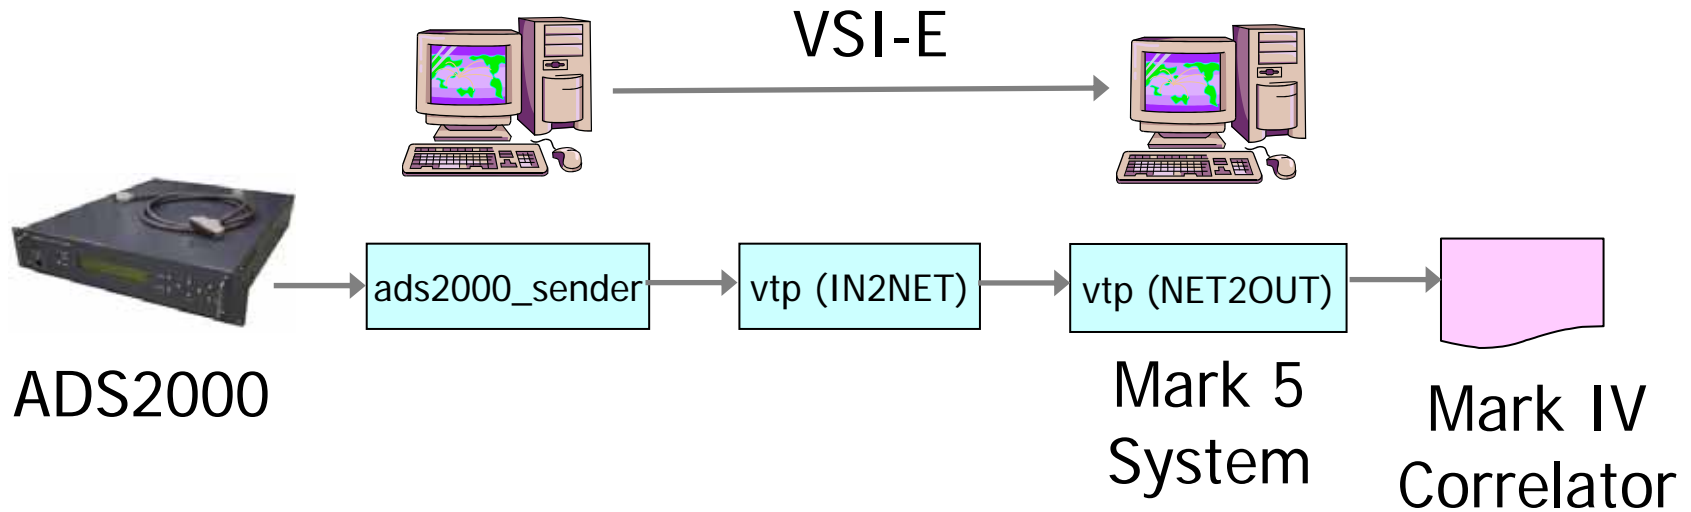 VSI-E
ads2000_sender
vtp (IN2NET)
vtp (NET2OUT)
ADS2000
Mark 5
System
Mark IV
Correlator